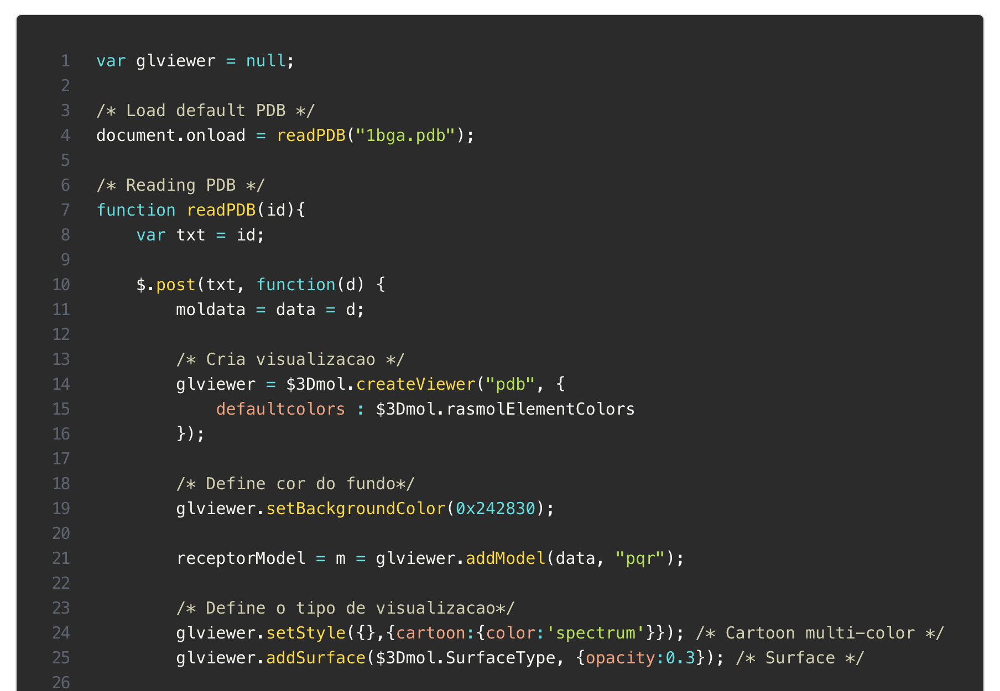 1 var glviewer = null;
2
3 /* Load default PDB */
4 document.onload = readPDB("1bga.pdb");
5
6 /* Reading PDB */
7 function readPDB(id){
8     var txt = id;
9
10     $.post(txt, function(d) {
11         moldata = data = d;
12
13         /* Cria visualizacao */
14         glviewer = $3Dmol.createViewer("pdb", {
15             defaultcolors : $3Dmol.rasmolElementColors
16         });
17
18         /* Define cor do fundo*/
19         glviewer.setBackgroundColor(0x242830);
20
21         receptorModel = m = glviewer.addModel(data, "pqr");
22
23         /* Define o tipo de visualizacao*/
24         glviewer.setStyle({},{cartoon:{color:'spectrum'}}); /* Cartoon multi-color */
25         glviewer.addSurface($3Dmol.SurfaceType, {opacity:0.3}); /* Surface */
26